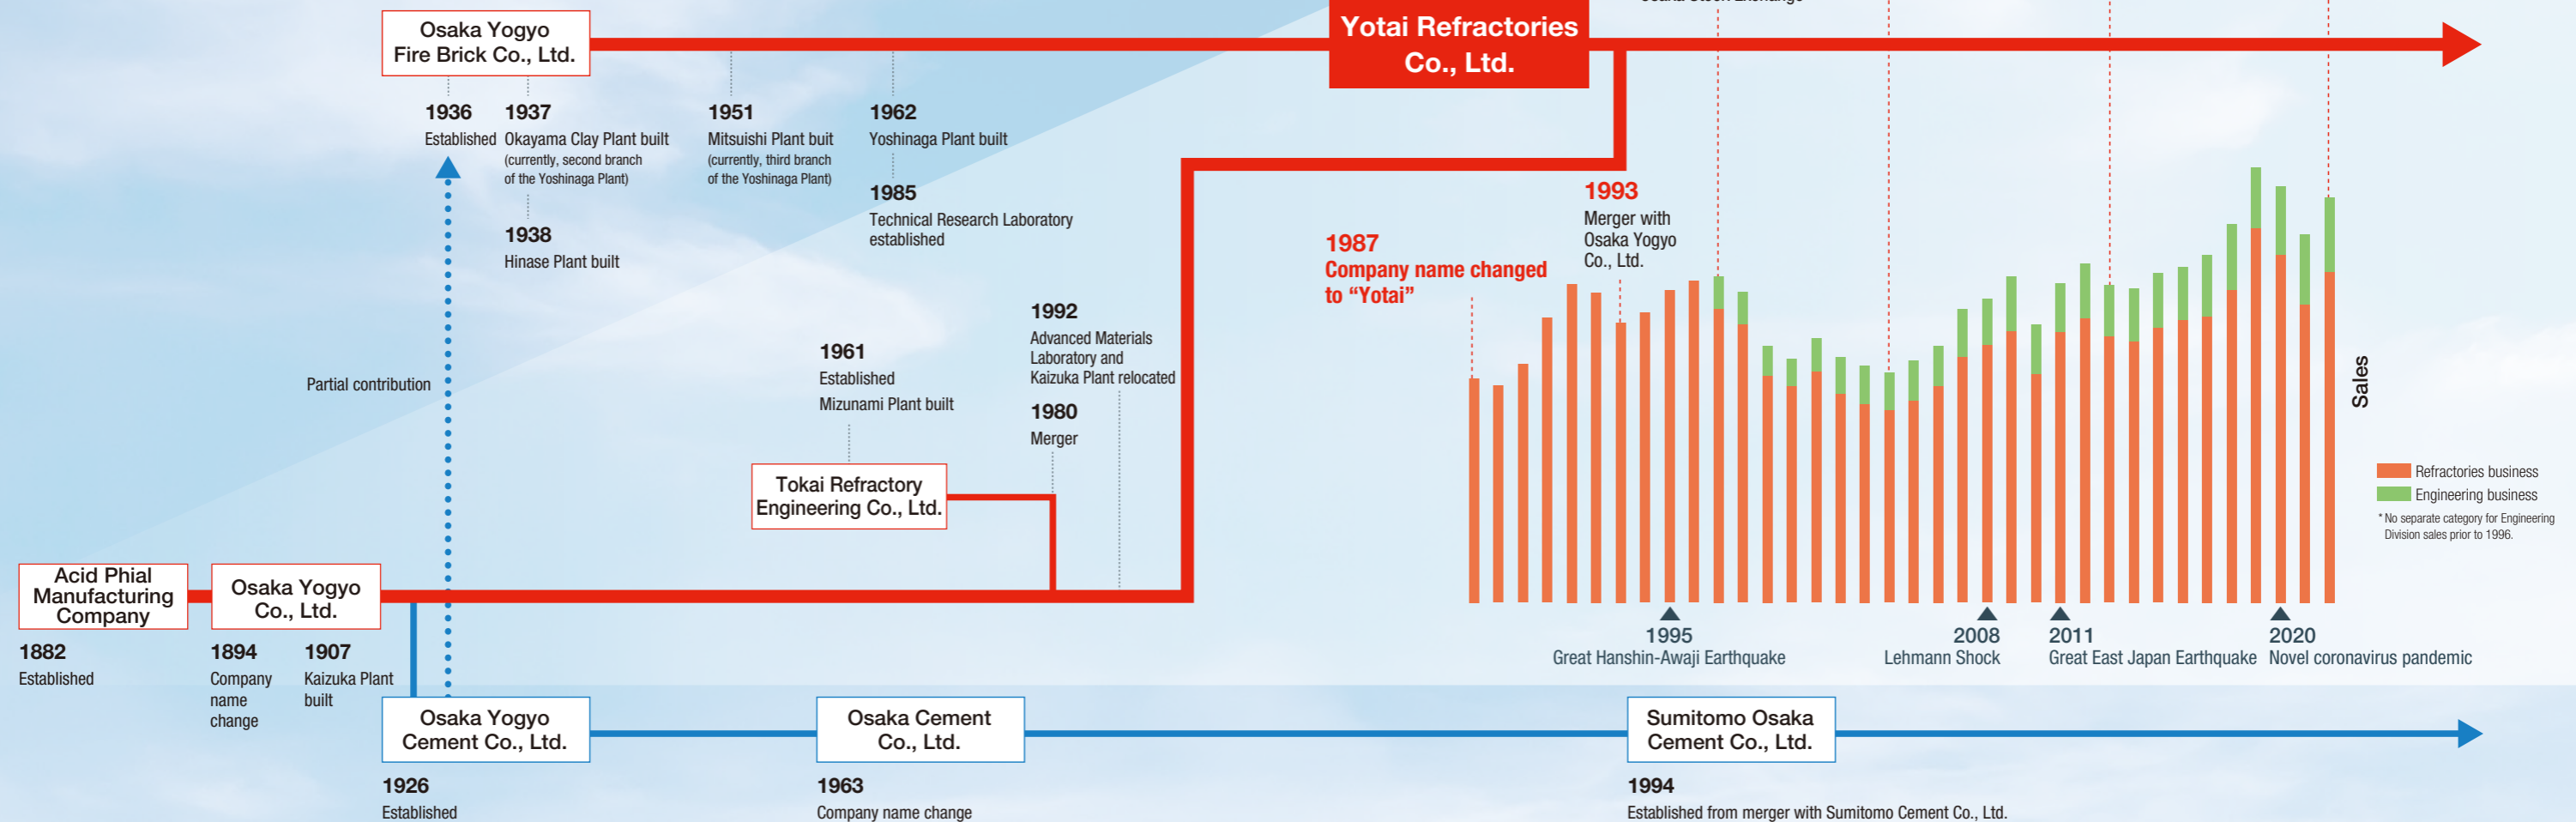 Osaka Stock Exchange
Osaka Yogyo
Fire Brick Co., Ltd.
Yotai Refractories
Co., Ltd.
1936
Established
1937
Okayama Clay Plant built
(currently, second branch
of the Yoshinaga Plant)
1938
Hinase Plant built
1951
Mitsuishi Plant buit
(currently, third branch
of the Yoshinaga Plant)
1962
Yoshinaga Plant built
1985
Technical Research Laboratory
established
1987
Company name changed
to “Yotai”
1993
Merger with
Osaka Yogyo
Co., Ltd.
Partial contribution
1961
Established
Mizunami Plant built
1992
Advanced Materials
Laboratory and
Kaizuka Plant relocated
1980
Merger
Tokai Refractory
Engineering Co., Ltd.
Sales
Refractories business
Engineering business
* No separate category for Engineering
Division sales prior to 1996.
Acid Phial
Manufacturing
Company
Osaka Yogyo
Co., Ltd.
1882
Established
1894
Company
name
change
1907
Kaizuka Plant
built
1995
Great Hanshin-Awaji Earthquake
2008
Lehmann Shock
2011
Great East Japan Earthquake
2020
Novel coronavirus pandemic
Osaka Yogyo
Cement Co., Ltd.
Osaka Cement
Co., Ltd.
Sumitomo Osaka
Cement Co., Ltd.
1926
Established
1963
Company name change
1994
Established from merger with Sumitomo Cement Co., Ltd.